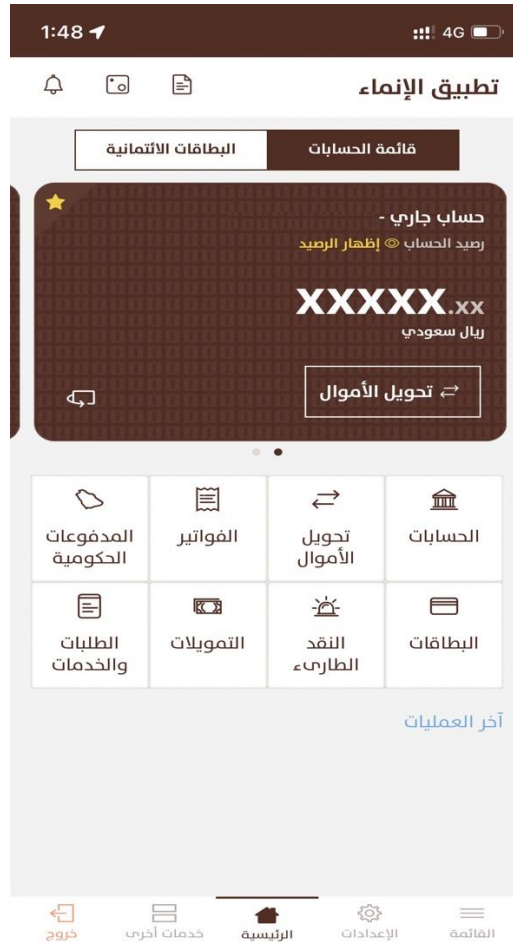 1:48
4G
تطبيق الإنماء
قائمة الحسابات
البطاقات الائتمانية
حساب جاري -
رصيد الحساب إظهار الرصيد
XXXXX.xx
ريال سعودي
تحويل الأموال
الحسابات
تحويل
الأموال
الفواتير
المدفوعات
الحكومية
البطاقات
النقد
الطارىء
التمويلات
الطلبات
والخدمات
آخر العمليات
القائمة
الإعدادات
الرئيسية
خدمات أخرى
خروج